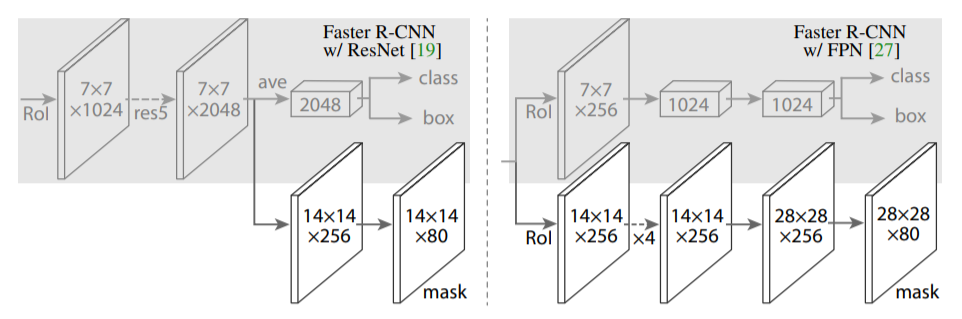 Faster R-CNN
w/ ResNet [19]
RoI
7×7
×1024
res5
7×7
×2048
ave
2048
class
box
14×14
×256
14×14
×80
mask
Faster R-CNN
w/ FPN [27]
RoI
7×7
×256
1024
1024
class
box
RoI
14×14
×256
×4
14×14
×256
28×28
×256
28×28
×80
mask